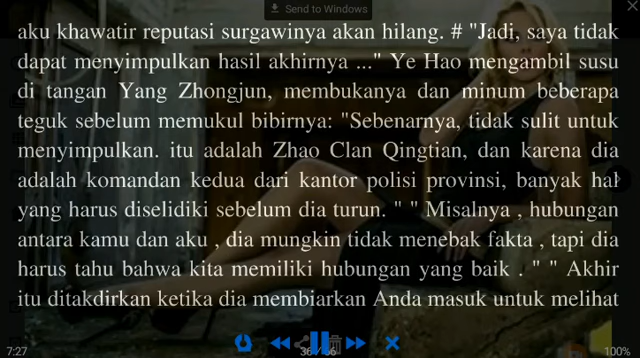 Send to Windows
aku khawatir reputasi surgawinya akan hilang. # "Jadi, saya tidak
dapat menyimpulkan hasil akhirnya ..." Ye Hao mengambil susu
di tangan Yang Zhongjun, membukanya dan minum beberapa
teguk sebelum memukul bibirnya: "Sebenarnya, tidak sulit untuk
menyimpulkan. itu adalah Zhao Clan Qingtian, dan karena dia
adalah komandan kedua dari kantor polisi provinsi, banyak hal
yang harus diselidiki sebelum dia turun. " " Misalnya , hubungan
antara kamu dan aku , dia mungkin tidak menebak fakta , tapi dia
harus tahu bahwa kita memiliki hubungan yang baik . " " Akhir
itu ditakdirkan ketika dia membiarkan Anda masuk untuk melihat
7:27
100%